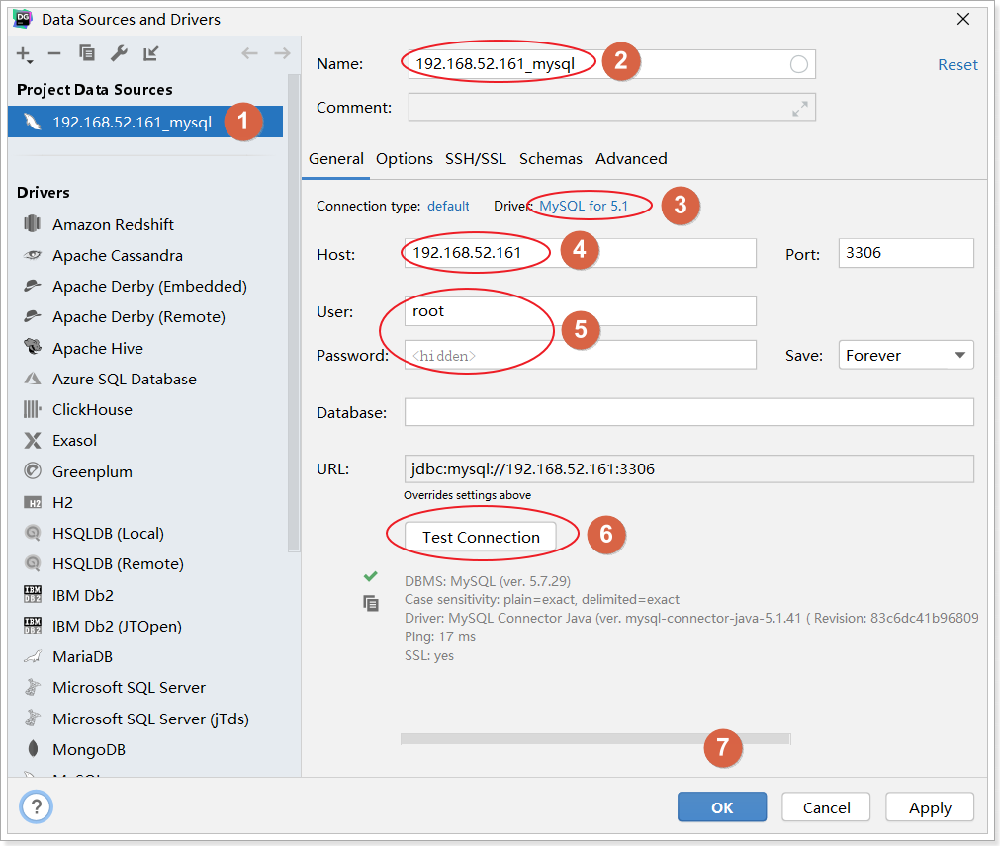 DG
Data Sources and Drivers
Name: 192.168.52.161_mysql 2 Reset
Project Data Sources
Comment:
192.168.52.161_mysql 1
General Options SSH/SSL Schemas Advanced
Drivers
Connection type: default Driver: MySQL for 5.1 3
Amazon Redshift
Host: 192.168.52.161 4 Port: 3306
Apache Cassandra
Apache Derby (Embedded)
User: root
Apache Derby (Remote)
5
Apache Hive
Password: <hidden> Save: Forever
Azure SQL Database
ClickHouse
Database:
Exasol
Greenplum
URL: jdbc:mysql://192.168.52.161:3306
Overrides settings above
H2 H2
HSQLDB (Local)
Test Connection 6
HSQLDB (Remote)
DBMS: MySQL (ver. 5.7.29)
IBM DB2 IBM Db2
Case sensitivity: plain=exact, delimited=exact
Driver: MySQL Connector Java (ver. mysql-connector-java-5.1.41 ( Revision: 83c6dc41b96809
IBM DB2 IBM Db2 (JTOpen)
Ping: 17 ms
SSL: yes
MariaDB
Microsoft SQL Server
Microsoft SQL Server (jTds)
MongoDB
7
? OK Cancel Apply